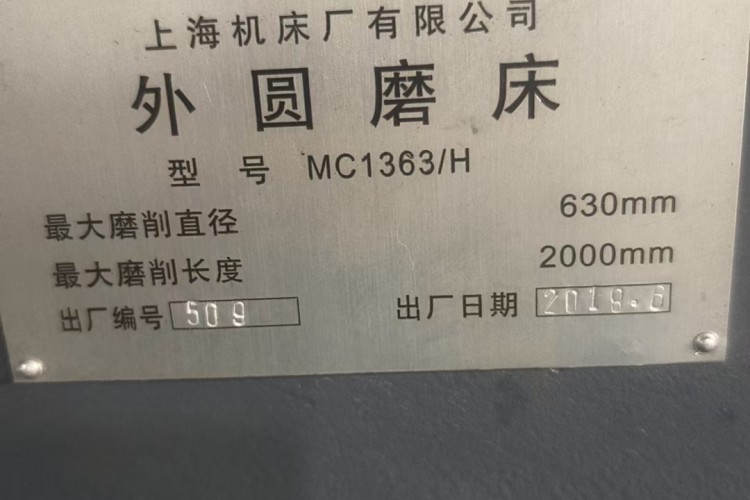 上海机床厂有限公司
外圆磨床
型号 MC1363/H
最大磨削直径 630mm
最大磨削长度 2000mm
出厂编号 509 出厂日期 2018.6